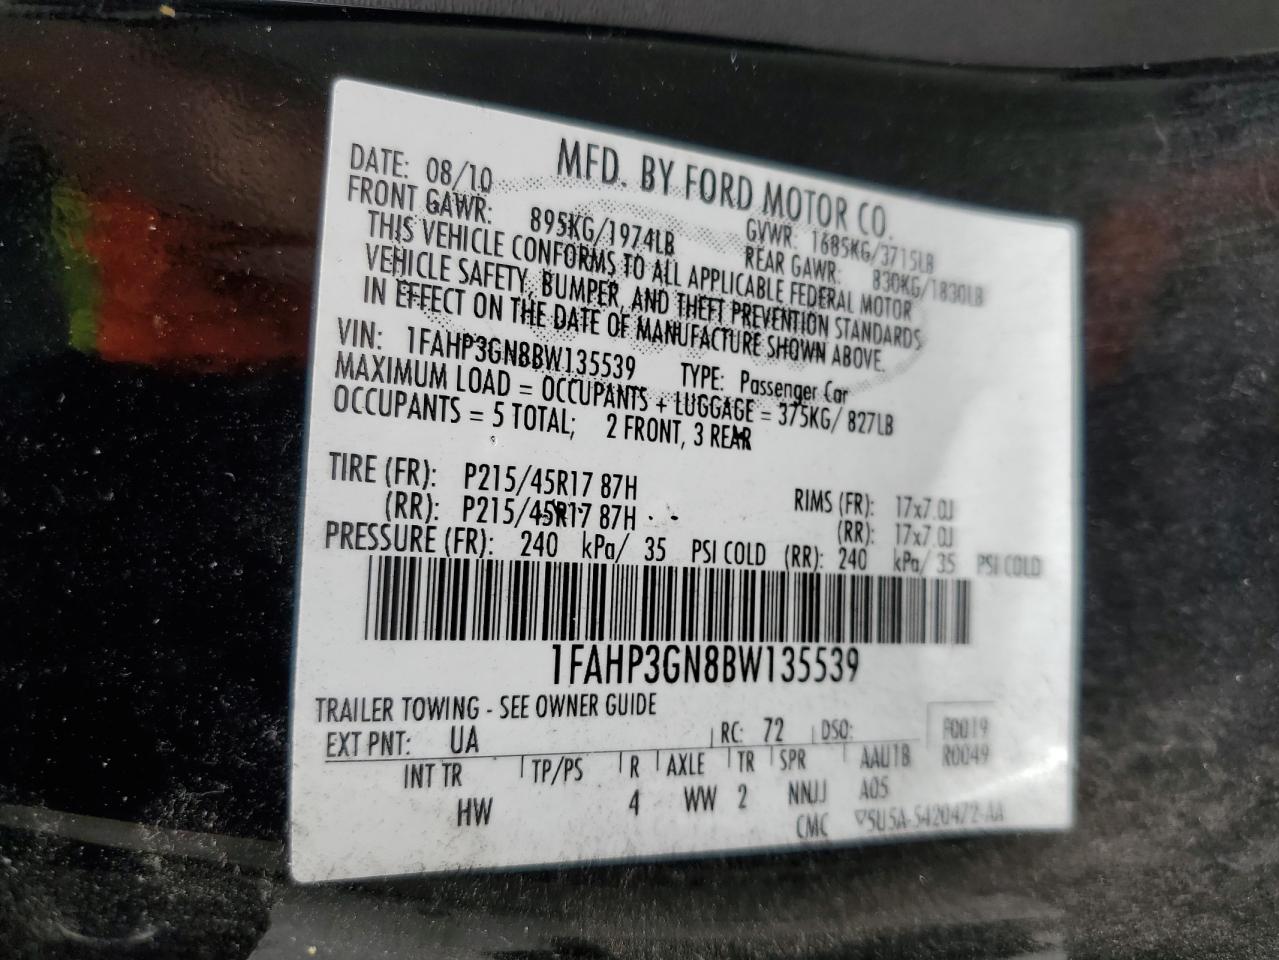 MFD. BY FORD MOTOR CO.
DATE: 08/10 GVWR: 1685KG/3715LB
FRONT GAWR: 895KG/1974LB REAR GAWR: 830KG/1830LB
THIS VEHICLE CONFORMS TO ALL APPLICABLE FEDERAL MOTOR
VEHICLE SAFETY, BUMPER, AND THEFT PREVENTION STANDARDS
IN EFFECT ON THE DATE OF MANUFACTURE SHOWN ABOVE.
VIN: 1FAHP3GN8BW135539 TYPE: Passenger Car
MAXIMUM LOAD = OCCUPANTS + LUGGAGE = 375KG/ 827LB
OCCUPANTS = 5 TOTAL; 2 FRONT, 3 REAR
TIRE (FR): P215/45R17 87H RIMS (FR): 17x7.0J
(RR): P215/45R17 87H (RR): 17x7.0J
PRESSURE (FR): 240 kPa/ 35 PSI COLD (RR): 240 kPa/ 35 PSI COLD
1FAHP3GN8BW135539
TRAILER TOWING - SEE OWNER GUIDE
EXT PNT: UA RC: 72 DSO: F0019
INT TR TP/PS R AXLE TR SPR AAU18 R0049
HW 4 WW 2 NNJJ A05
CMC ▽5U5A-5420472-AA